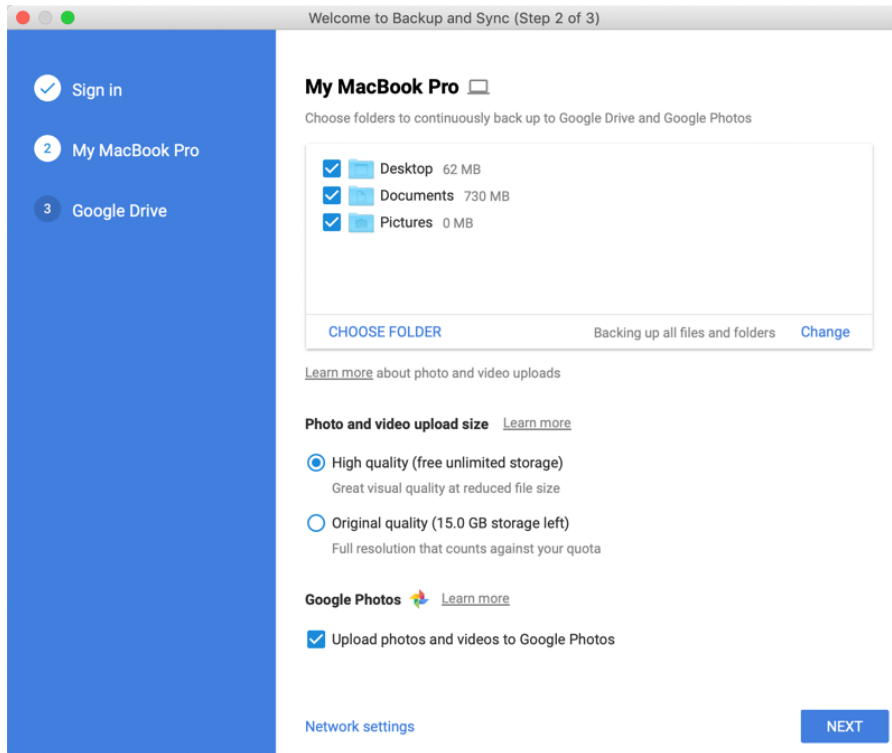 Welcome to Backup and Sync (Step 2 of 3)
Sign in
2 My MacBook Pro
3 Google Drive
My MacBook Pro
Choose folders to continuously back up to Google Drive and Google Photos
Desktop 62 MB
Documents 730 MB
Pictures 0 MB
CHOOSE FOLDER Backing up all files and folders Change
Learn more about photo and video uploads
Photo and video upload size Learn more
High quality (free unlimited storage)
Great visual quality at reduced file size
Original quality (15.0 GB storage left)
Full resolution that counts against your quota
Google Photos Learn more
Upload photos and videos to Google Photos
Network settings NEXT